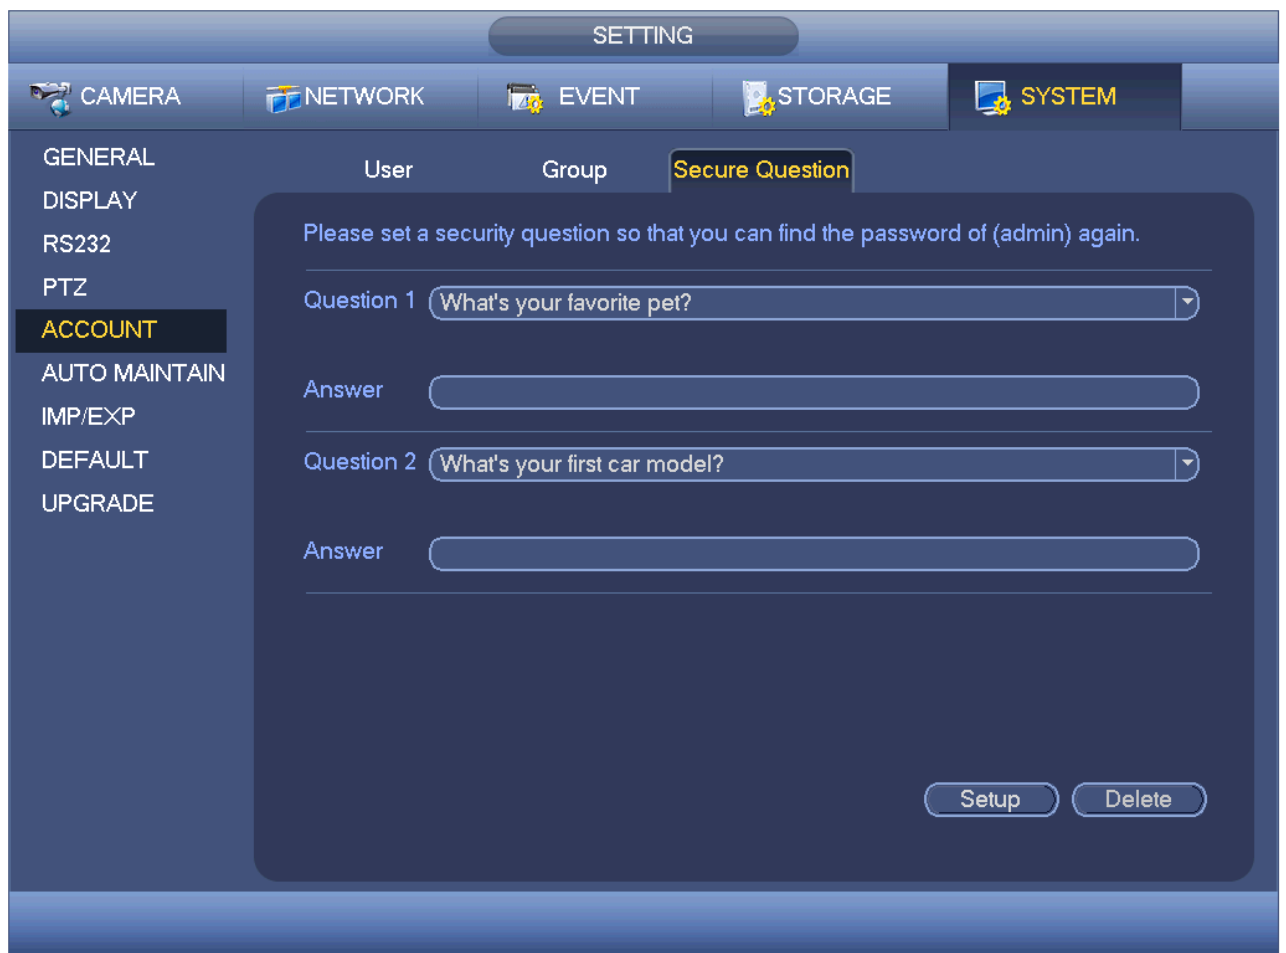 SETTING
CAMERA NETWORK EVENT STORAGE SYSTEM
GENERAL
DISPLAY
RS232
PTZ
ACCOUNT
AUTO MAINTAIN
IMP/EXP
DEFAULT
UPGRADE
User Group Secure Question
Please set a security question so that you can find the password of (admin) again.
Question 1 What's your favorite pet?
Answer
Question 2 What's your first car model?
Answer
Setup Delete